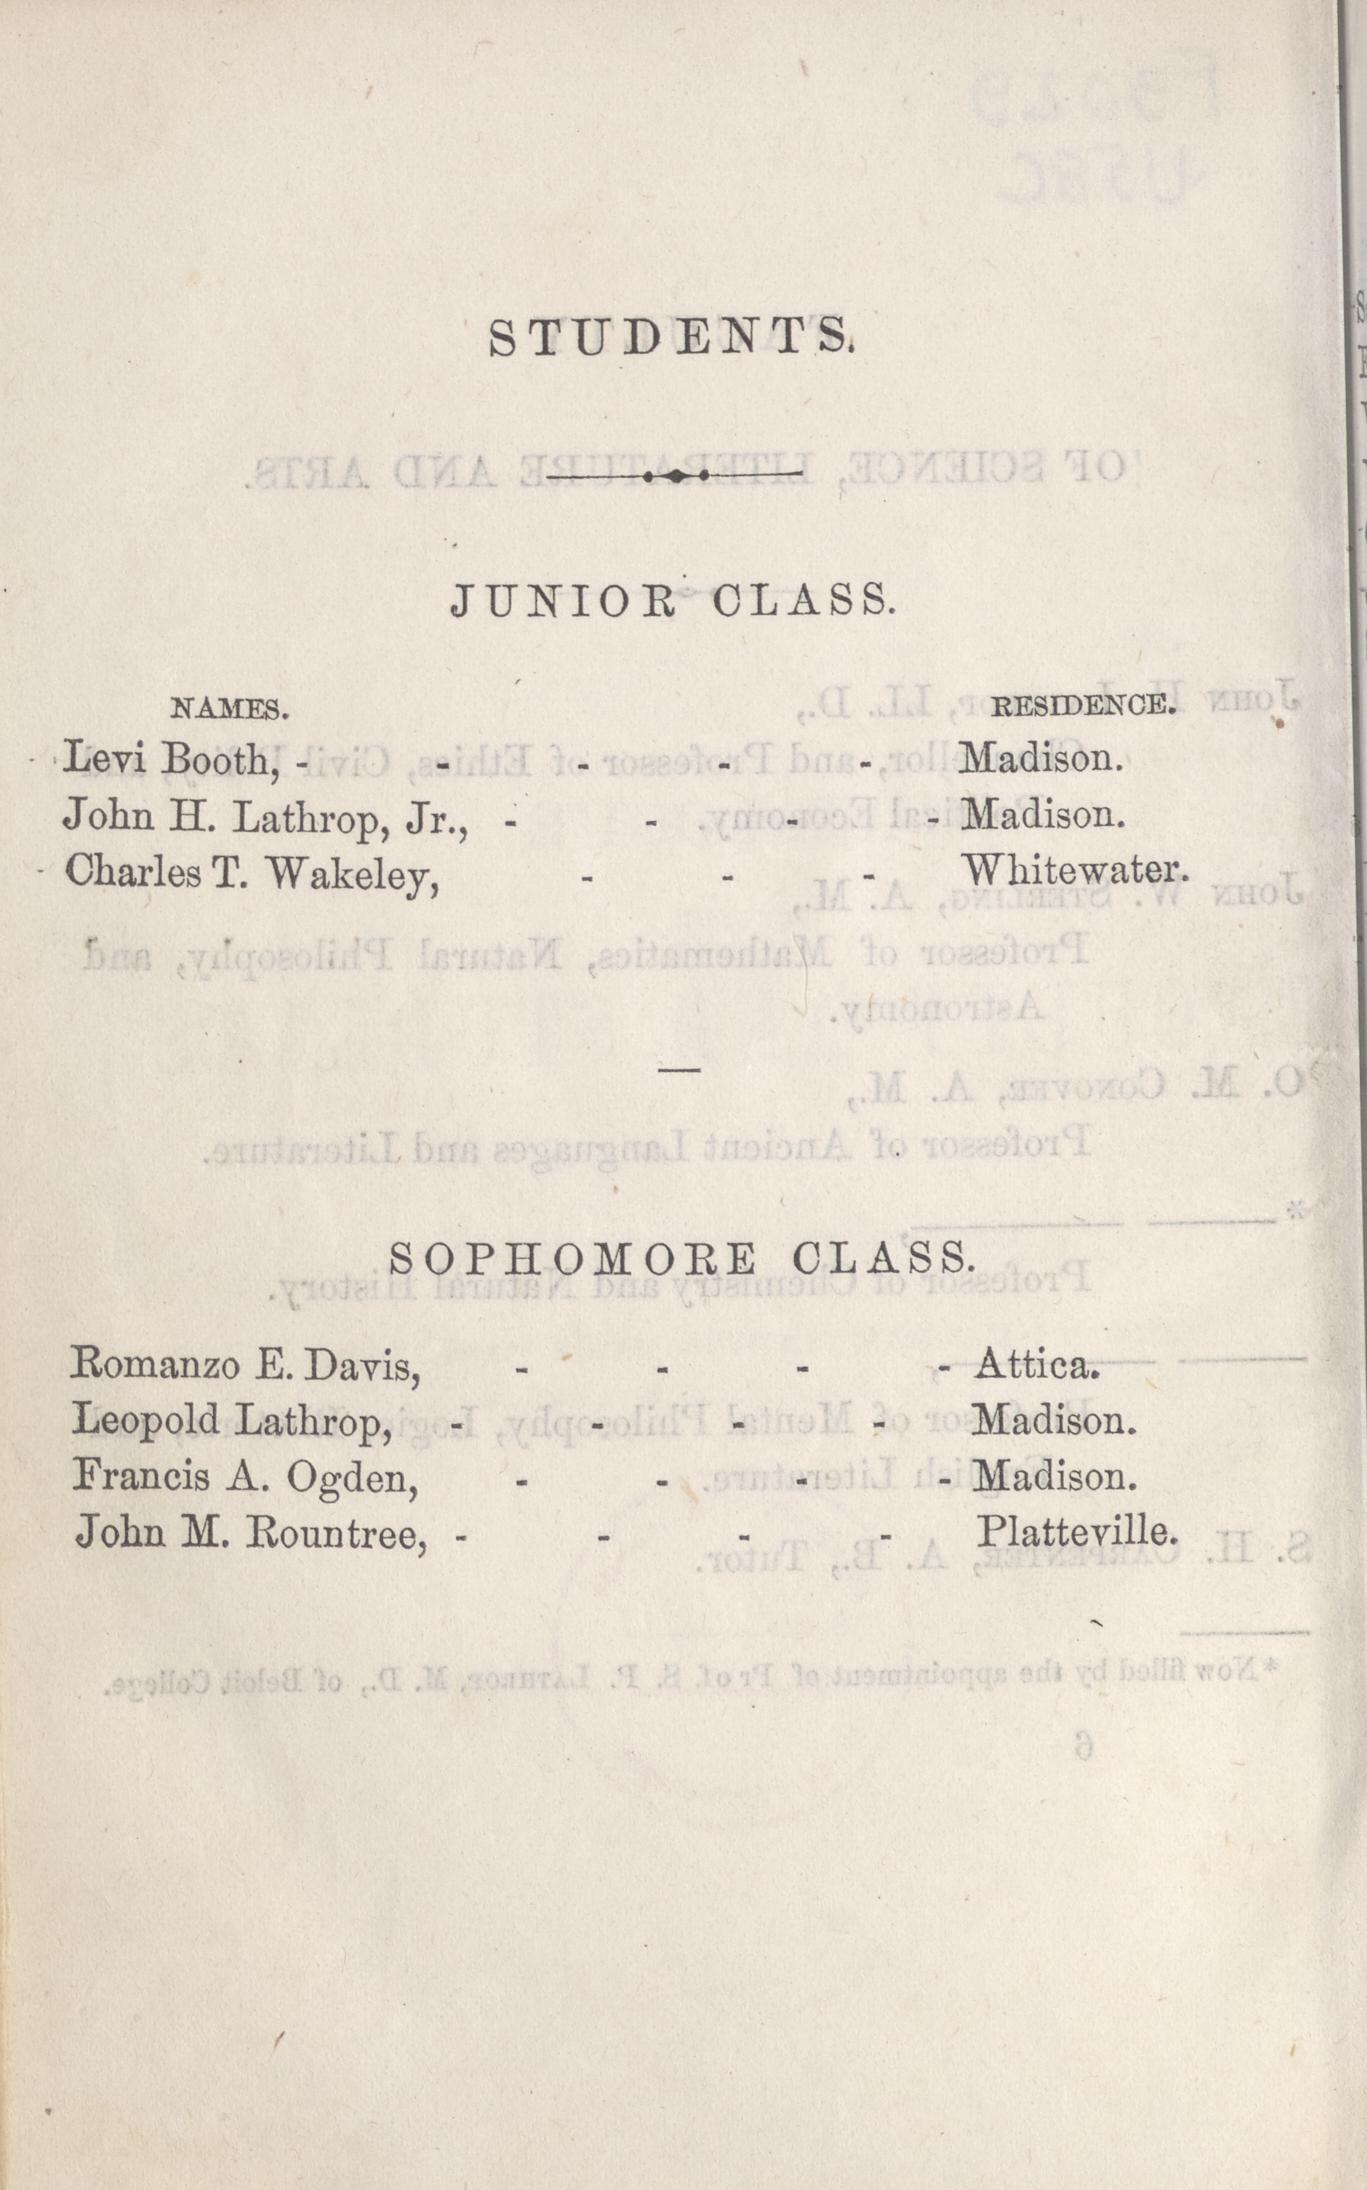 STUDENTS.
JUNIOR CLASS.
NAMES. RESIDENCE.
Levi Booth, - - - - - Madison.
John H. Lathrop, Jr., - - - - Madison.
Charles T. Wakeley, - - - Whitewater.
SOPHOMORE CLASS.
Romanzo E. Davis, - - - - Attica.
Leopold Lathrop, - - - - Madison.
Francis A. Ogden, - - - - Madison.
John M. Rountree, - - - - Platteville.